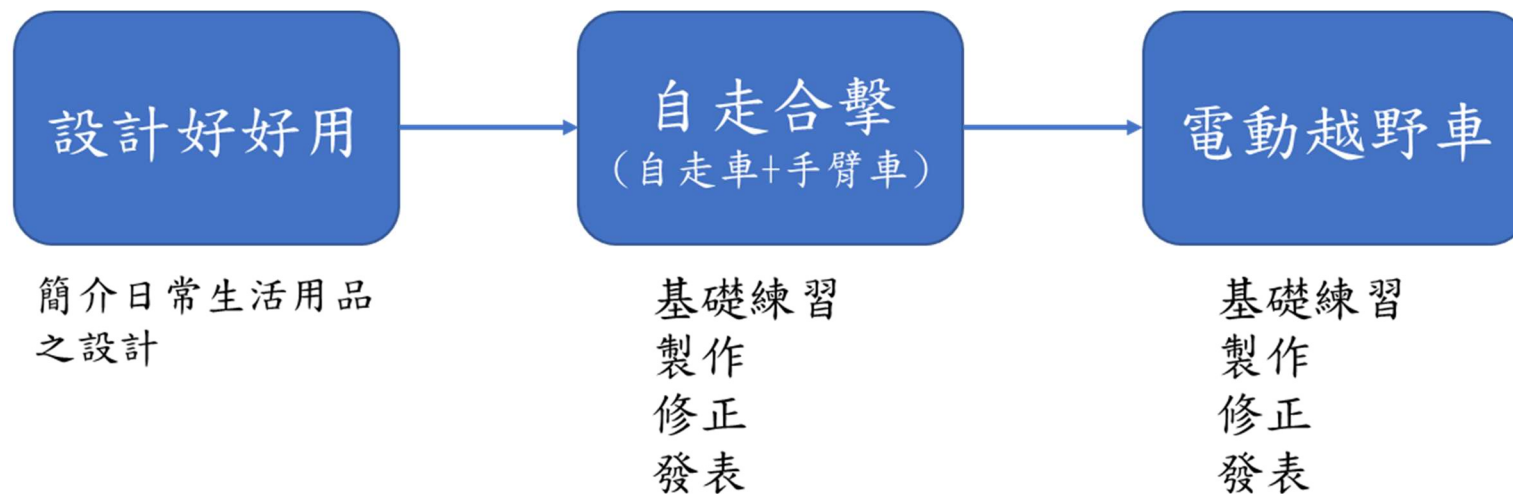 設計好好用
簡介日常生活用品
之設計
自走合擊
(自走車+手臂車)
基礎練習
製作
修正
發表
電動越野車
基礎練習
製作
修正
發表